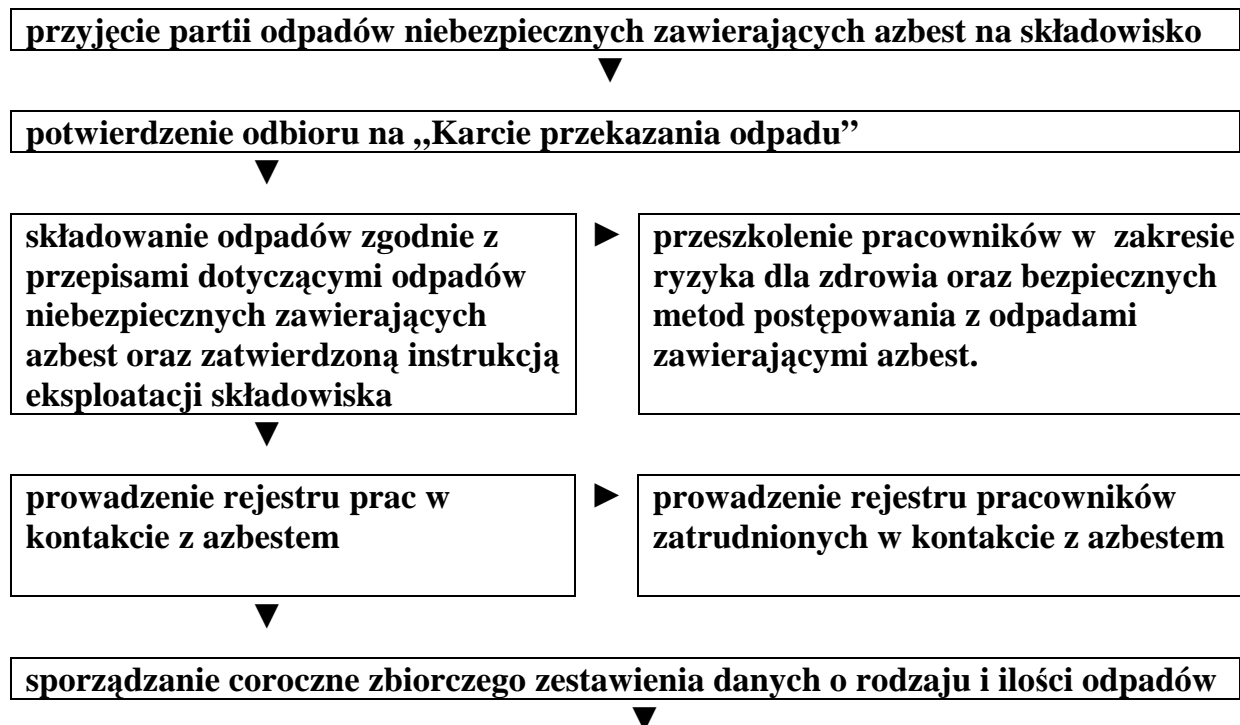 przyjęcie partii odpadów niebezpiecznych zawierających azbest na składowisko
▼
potwierdzenie odbioru na „Karcie przekazania odpadu”
▼
składowanie odpadów zgodnie z
przepisami dotyczącymi odpadów
niebezpiecznych zawierających
azbest oraz zatwierdzoną instrukcją
eksploatacji składowiska
►
przeszkolenie pracowników w zakresie
ryzyka dla zdrowia oraz bezpiecznych
metod postępowania z odpadami
zawierającymi azbest.
▼
prowadzenie rejestru prac w
kontakcie z azbestem
►
prowadzenie rejestru pracowników
zatrudnionych w kontakcie z azbestem
▼
sporządzanie coroczne zbiorczego zestawienia danych o rodzaju i ilości odpadów
▼